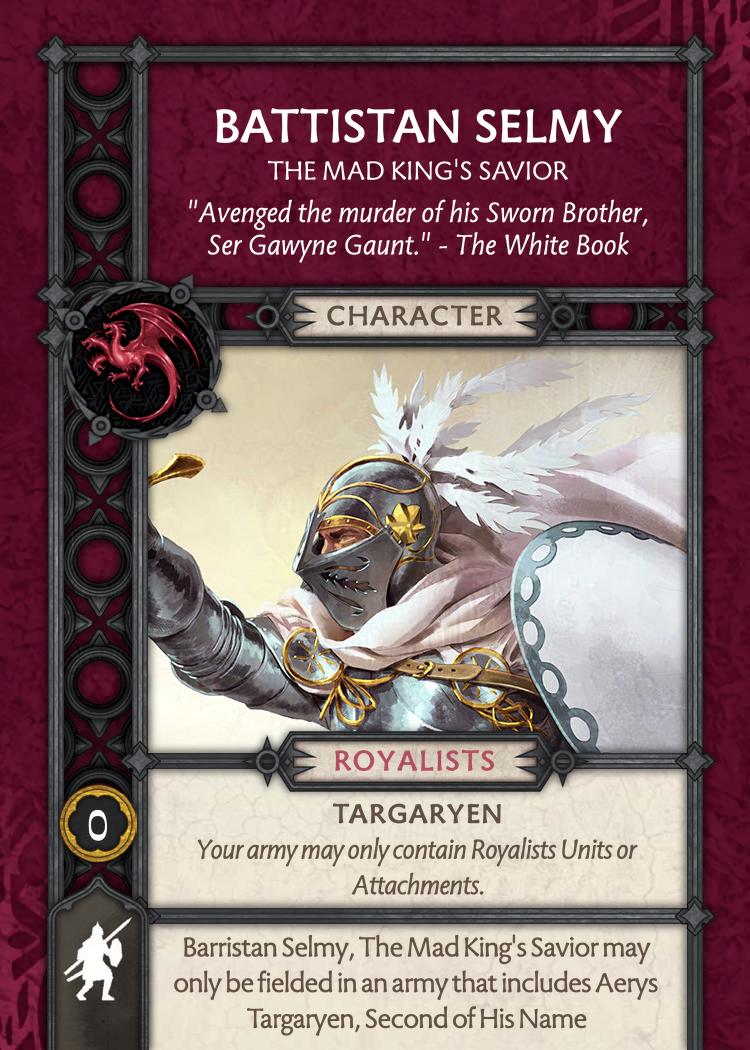 BATTISTAN SELMY
THE MAD KING'S SAVIOR
"Avenged the murder of his Sworn Brother,
Ser Gawyne Gaunt." - The White Book
CHARACTER
ROYALISTS
TARGARYEN
0
Your army may only contain Royalists Units or
Attachments.
Barristan Selmy, The Mad King's Savior may
only be fielded in an army that includes Aerys
Targaryen, Second of His Name